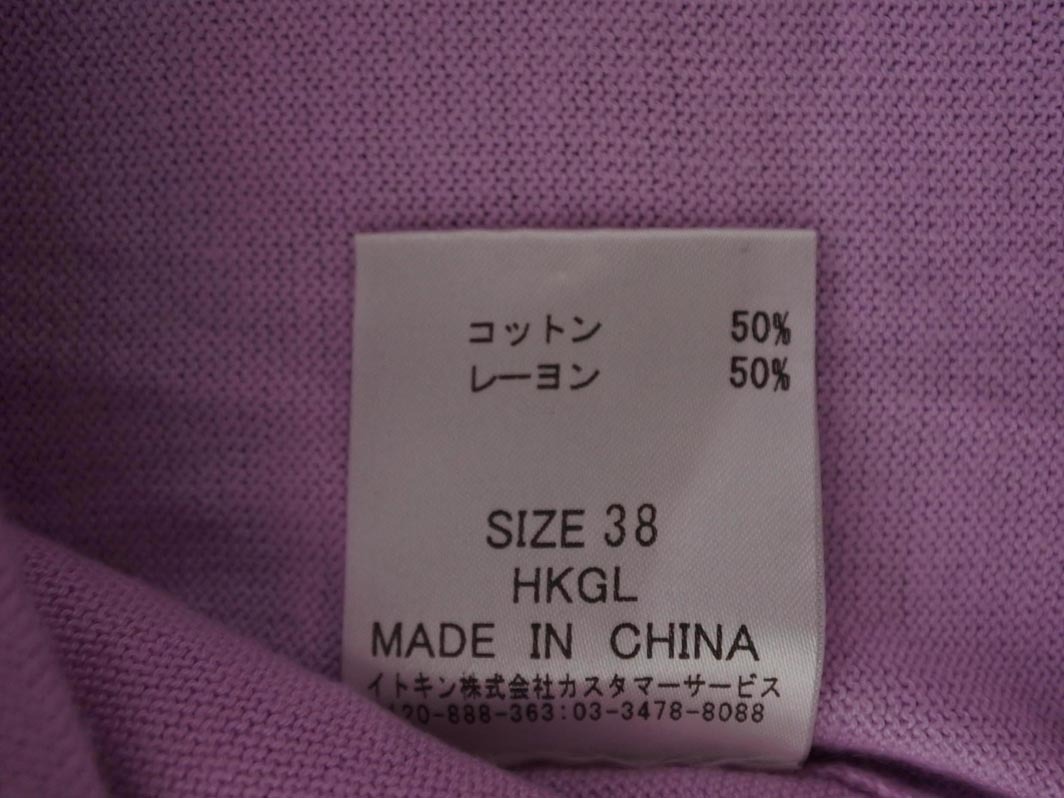 コットン 50%
レーヨン 50%
SIZE 38
HKGL
MADE IN CHINA
イトキン株式会社カスタマーサービス
120-888-363:03-3478-8088